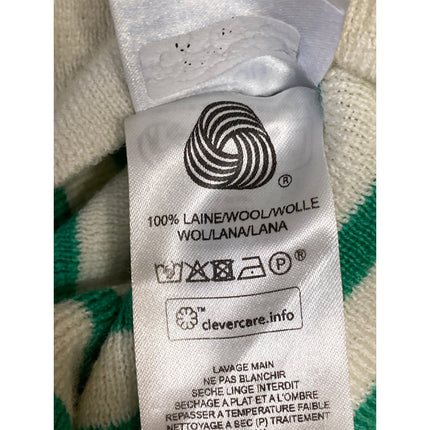 ®
100% LAINE/WOOL/WOLLE
WOL/LANA/LANA
P ®
TM clevercare.info
LAVAGE MAIN
NE PAS BLANCHIR
SECHE LINGE INTERDIT
SECHAGE A PLAT ET A L'OMBRE
REPASSER A TEMPERATURE FAIBLE
NETTOYAGE A SEC (P) TRAITEMENT